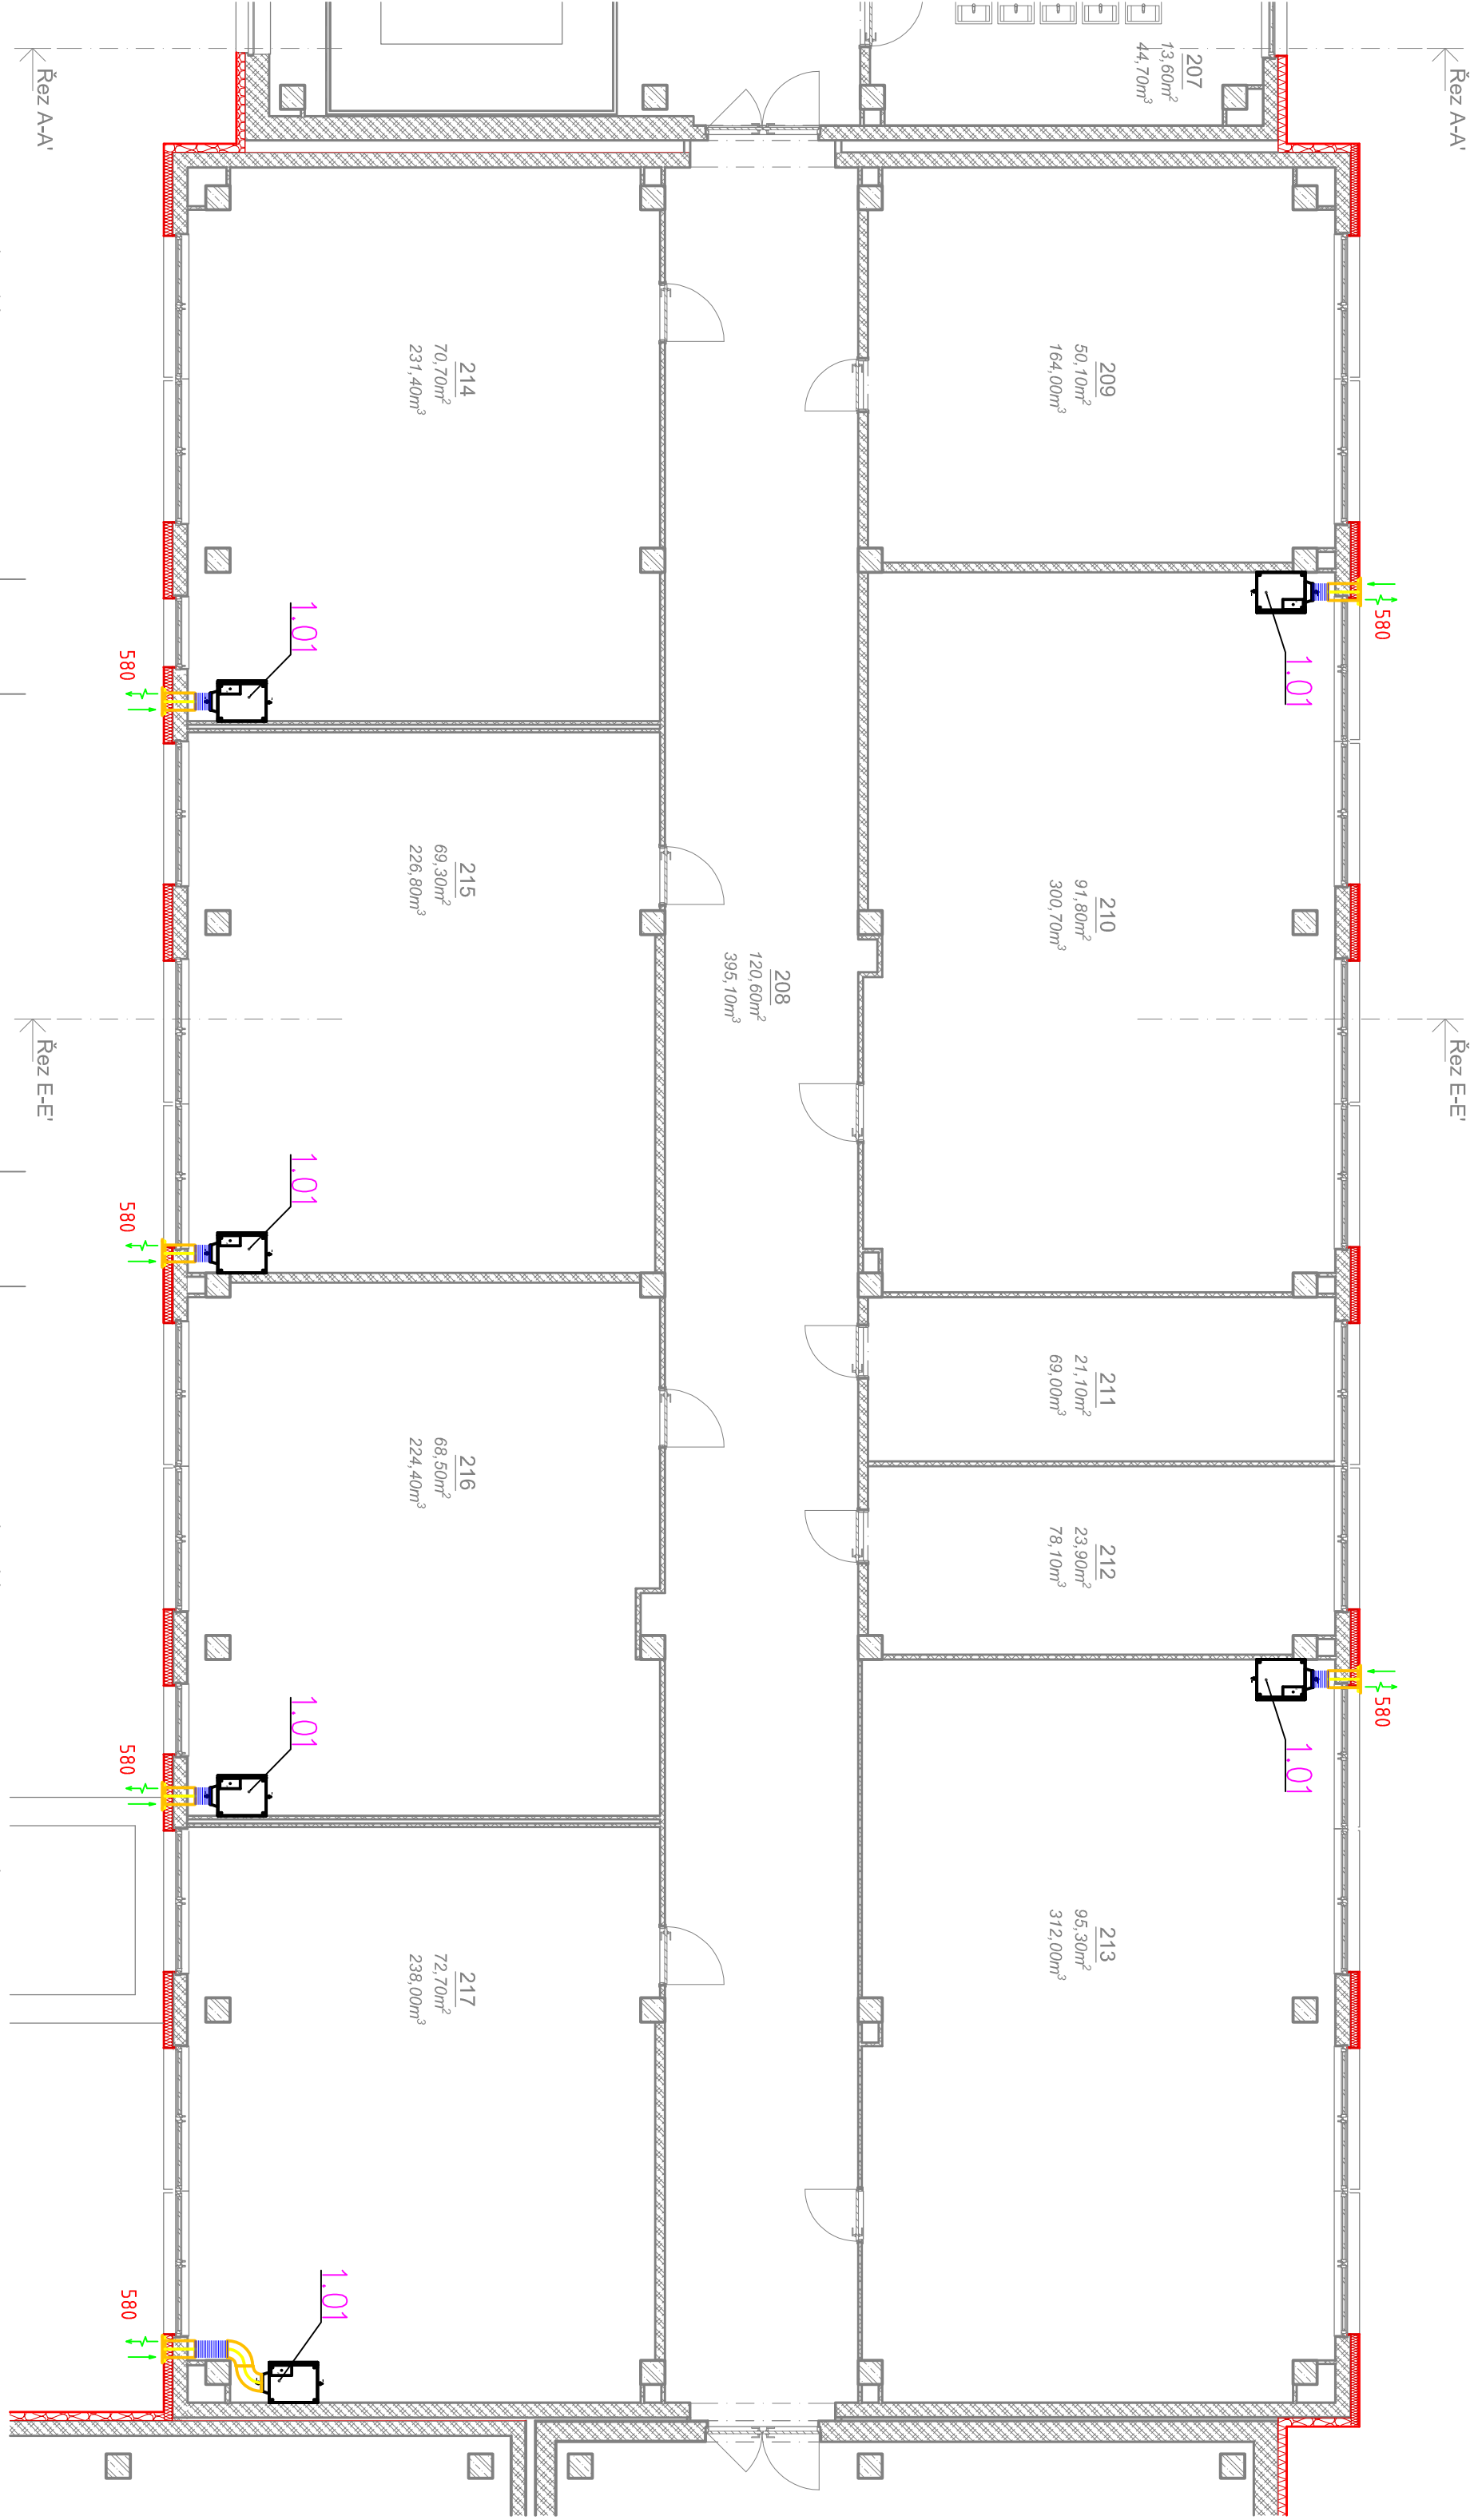 Řez A-A'
Řez A-A'
207
13,60m²
44,70m³
209
50,10m²
164,00m³
214
70,70m²
231,40m³
580
1.01
1.01
580
210
91,80m²
300,70m³
215
69,30m²
226,80m³
208
120,60m²
395,10m³
Řez E-E'
Řez E-E'
1.01
580
211
21,10m²
69,00m³
216
68,50m²
224,40m³
212
23,90m²
78,10m³
580
1.01
1.01
580
213
95,30m²
312,00m³
217
72,70m²
238,00m³
1.01
580